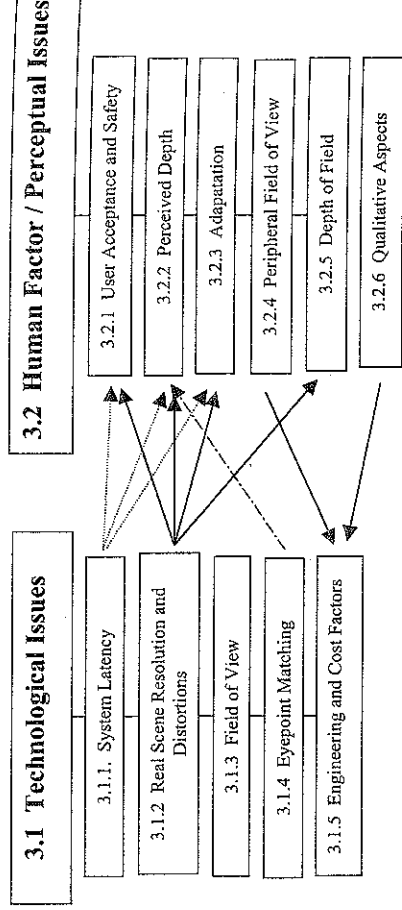 3.1 Technological Issues
3.1.1. System Latency
3.1.2 Real Scene Resolution and
Distortions
3.1.3 Field of View
3.1.4 Eyepoint Matching
3.1.5 Engineering and Cost Factors
3.2 Human Factor / Perceptual Issues
3.2.1 User Acceptance and Safety
3.2.2 Perceived Depth
3.2.3 Adapatation
3.2.4 Peripheral Field of View
3.2.5 Depth of Field
3.2.6 Qualitative Aspects